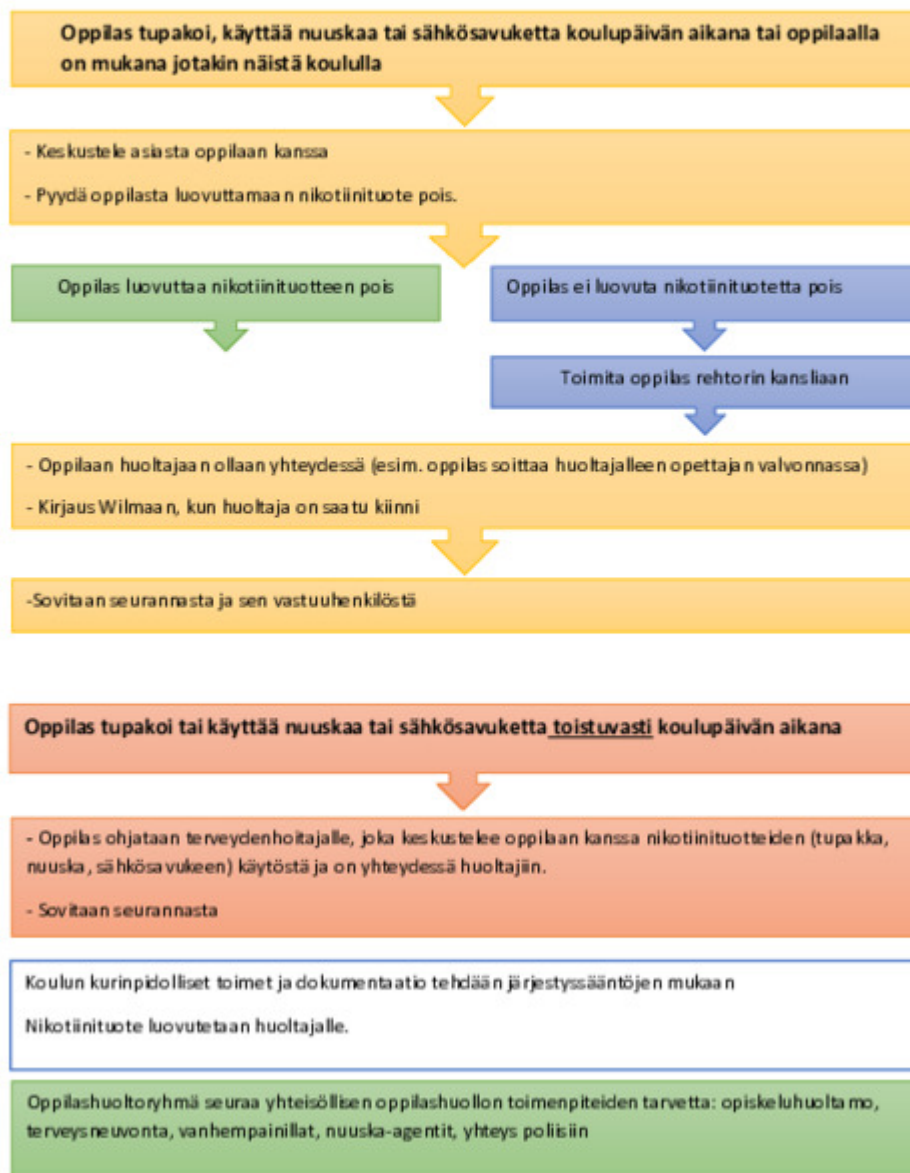 Oppilas tupakoi, käyttää nuuskaa tai sähkösavuketta koulupäivän aikana tai oppilaalla
on mukana jotakin näistä koululla
- Keskustele asiasta oppilaan kanssa
- Pyydä oppilasta luovuttamaan nikotiinituote pois.
Oppilas luovuttaa nikotiinituotteen pois
Oppilas ei luovuta nikotiinituotetta pois
Toimita oppilas rehtorin kansliaan
- Oppilaan huoltajaan ollaan yhteydessä (esim. oppilas soittaa huoltajalleen opettajan valvonnassa)
- Kirjaus Wilmaan, kun huoltaja on saatu kiinni
-Sovitaan seurannasta ja sen vastuuhenkilöstä
Oppilas tupakoi tai käyttää nuuskaa tai sähkösavuketta toistuvasti koulupäivän aikana
- Oppilas ohjataan terveydenhoitajalle, joka keskustelee oppilaan kanssa nikotiinituotteiden (tupakka,
nuuska, sähkösavukeen) käytöstä ja on yhteydessä huoltajiin.
- Sovitaan seurannasta
Koulun kurinpidolliset toimet ja dokumentaatio tehdään järjestyssääntöjen mukaan
Nikotiinituote luovutetaan huoltajalle.
Oppilashuoltoryhmä seuraa yhteisöllisen oppilashuollon toimenpiteiden tarvetta: opiskeluhuoltamo,
terveysneuvonta, vanhempainillat, nuuska-agentit, yhteys poliisiin